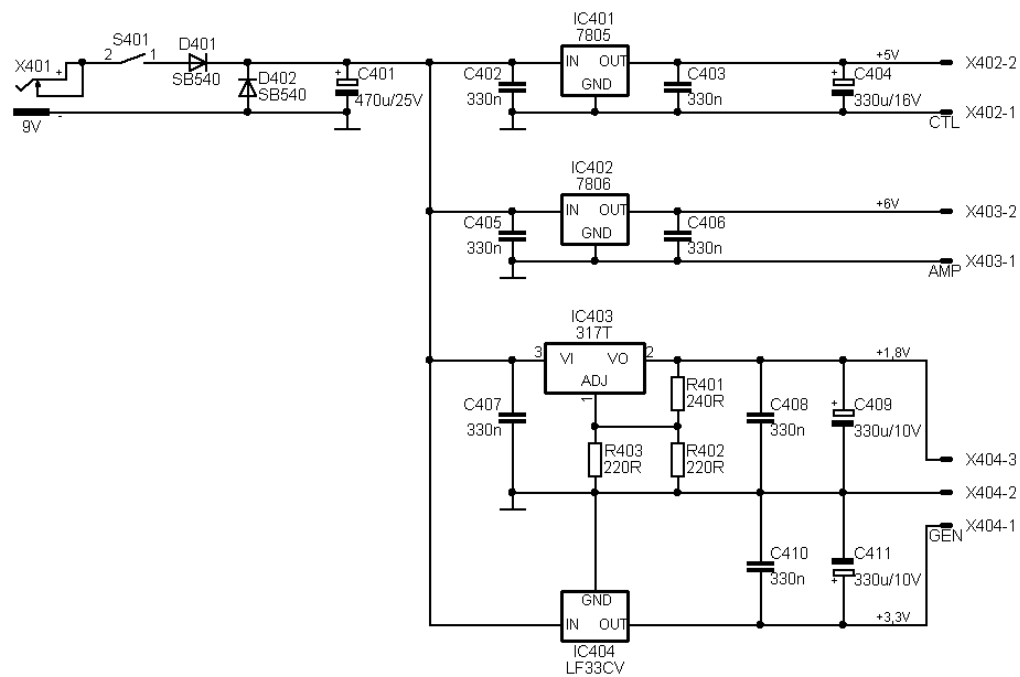 X401
+
9V
-
S401
2
1
D401
SB540
D402
SB540
+
C401
470u/25V
C402
330n
IC401
7805
IN
OUT
GND
C403
330n
+5V
+
C404
330u/16V
X402-2
X402-1
CTL
C405
330n
IC402
7806
IN
OUT
GND
C406
330n
+6V
X403-2
X403-1
AMP
C407
330n
IC403
317T
3
VI
VO
2
ADJ
1
R401
240R
R403
220R
R402
220R
C408
330n
+1,8V
+
C409
330u/10V
X404-3
X404-2
X404-1
GEN
C410
330n
C411
330u/10V
+
+3,3V
GND
IN
OUT
IC404
LF33CV